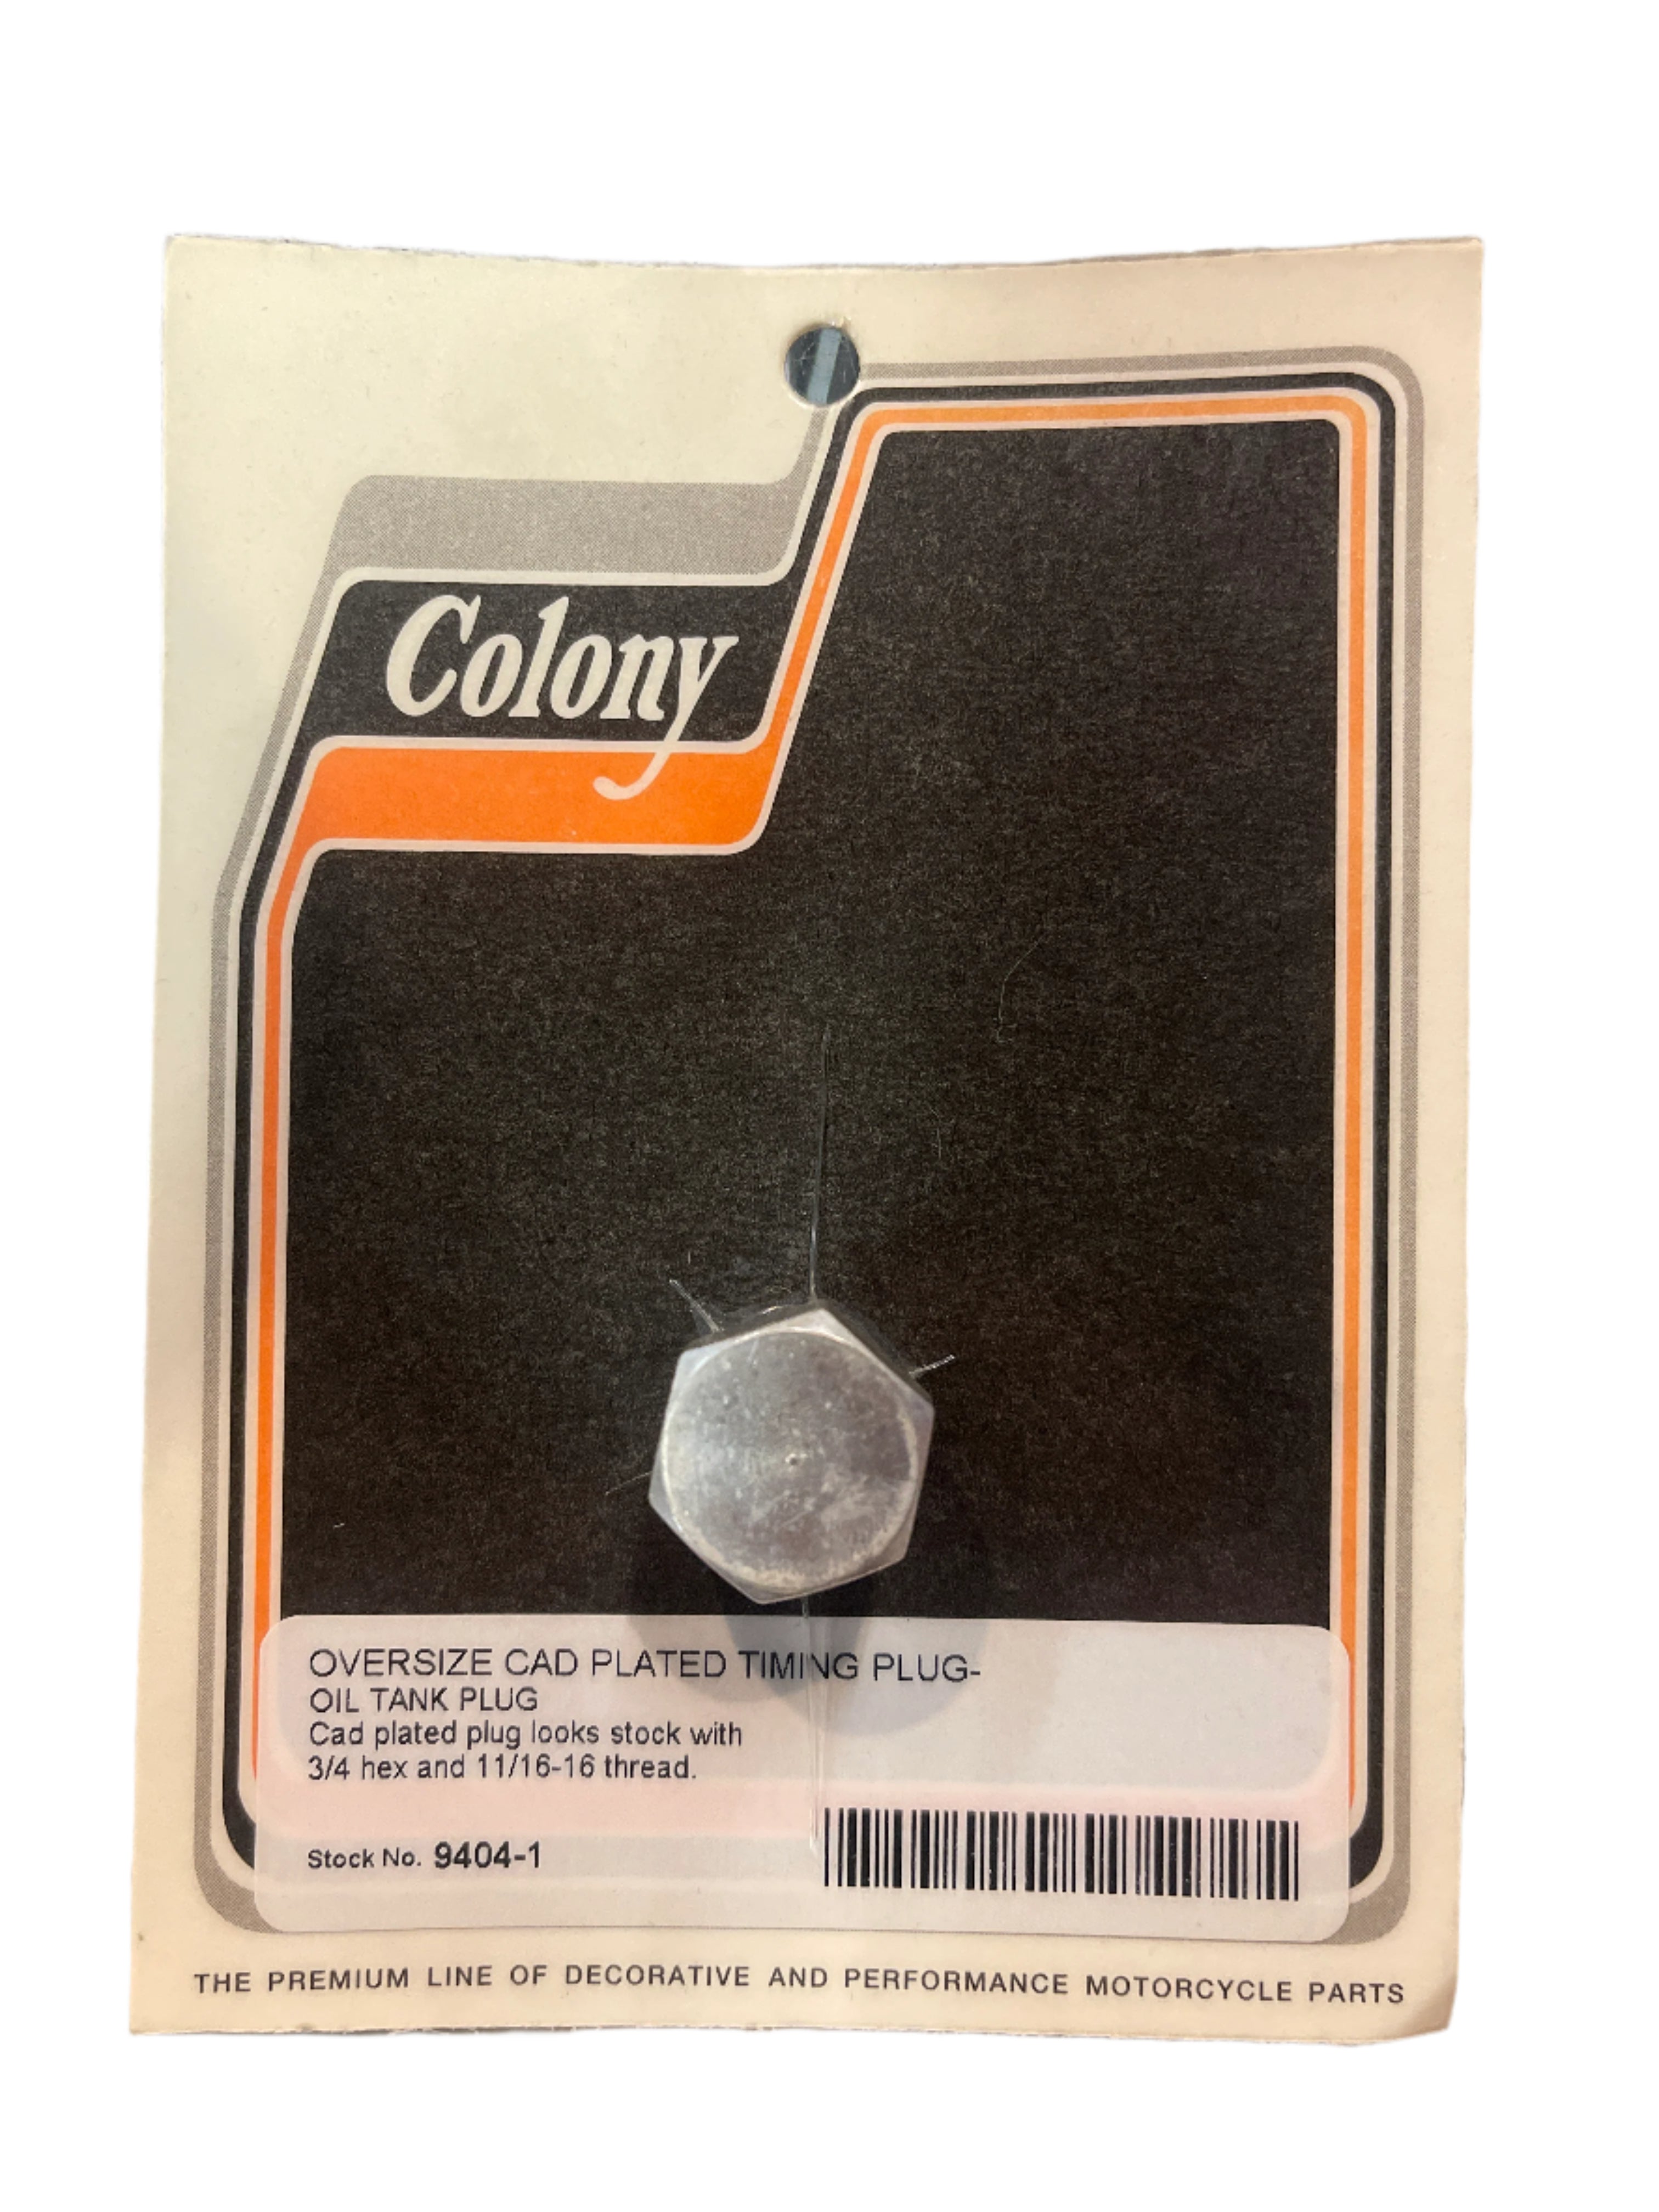 Colony
OVERSIZE CAD PLATED TIMING PLUG-
OIL TANK PLUG
Cad plated plug looks stock with
3/4 hex and 11/16-16 thread.
Stock No. 9404-1
THE PREMIUM LINE OF DECORATIVE AND PERFORMANCE MOTORCYCLE PARTS